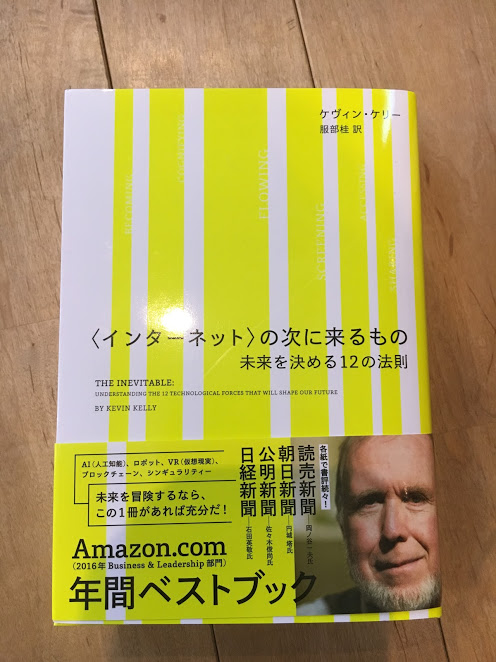 ケヴィン・ケリー
服部桂 訳
BECOMING
COGNIFYING
FLOWING
SCREENING
ACCESSING
SHARING
〈インターネット〉の次に来るもの
未来を決める12の法則
THE INEVITABLE:
UNDERSTANDING THE 12 TECHNOLOGICAL FORCES THAT WILL SHAPE OUR FUTURE
BY KEVIN KELLY
AI(人工知能)、ロボット、VR(仮想現実)、
ブロックチェーン、シンギュラリティー
未来を冒険するなら、
この1冊があれば充分だ!
各紙で書評続々!
読売新聞
朝日新聞―円城 塔氏
公明新聞―佐々木俊尚氏
日経新聞―石田英敬氏
Amazon.com
(2016年 Business & Leadership 部門)
年間ベストブック